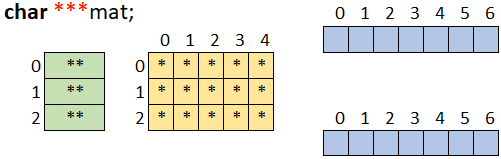 char ***mat;
0 1 2 3 4 5 6
0 1 2 3 4
0 ** 0 * * * * *
1 ** 1 * * * * *
2 ** 2 * * * * *
0 1 2 3 4 5 6